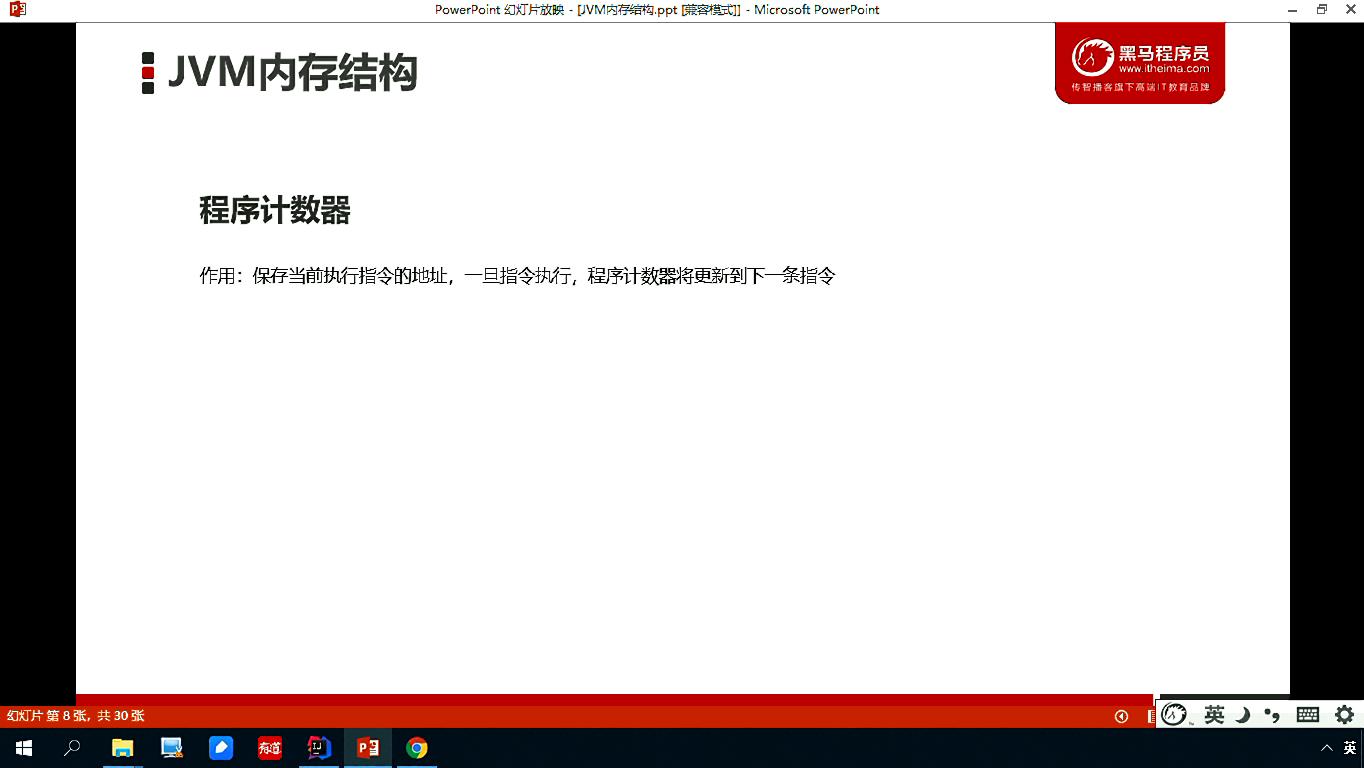 PowerPoint 幻灯片放映 - [JVM内存结构.ppt [兼容模式]] - Microsoft PowerPoint
JVM内存结构
黑马程序员
www.itheima.com
传智播客旗下高端IT教育品牌
程序计数器
作用：保存当前执行指令的地址，一旦指令执行，程序计数器将更新到下一条指令
幻灯片 第 8 张，共 30 张
英
有道
IJ
英